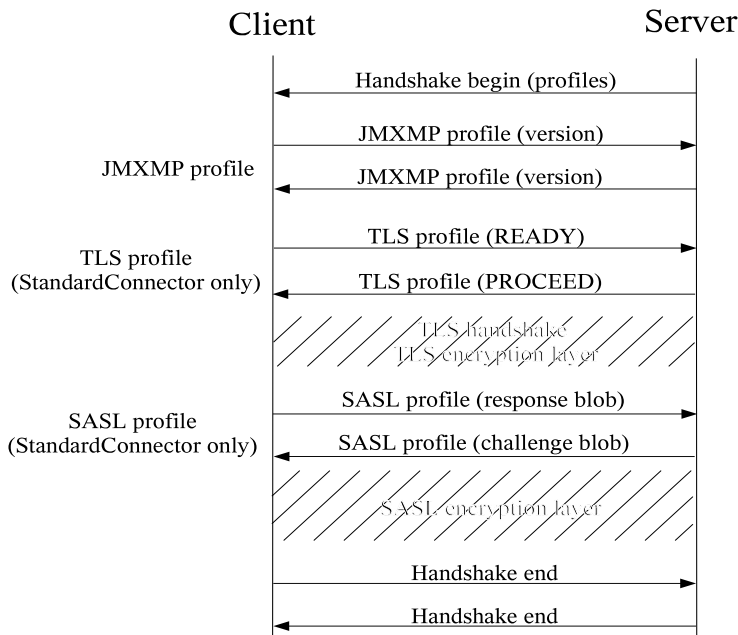 Client
Server
Handshake begin (profiles)
JMXMP profile (version)
JMXMP profile
JMXMP profile (version)
TLS profile (READY)
TLS profile
(StandardConnector only)
TLS profile (PROCEED)
TLS handshake
TLS encryption layer
SASL profile (response blob)
SASL profile
(StandardConnector only)
SASL profile (challenge blob)
SASL encryption layer
Handshake end
Handshake end